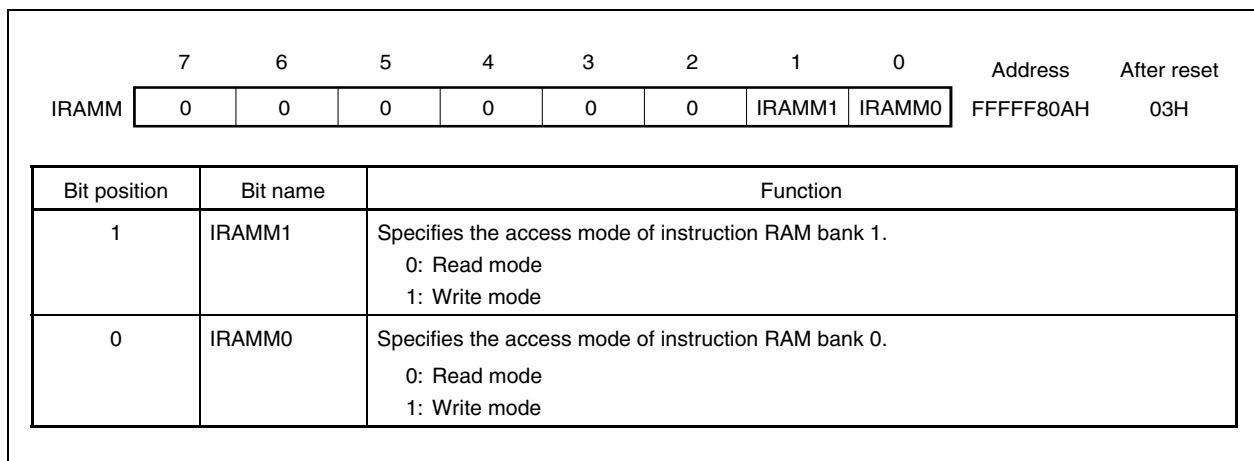 7 6 5 4 3 2 1 0 Address After reset
IRAMM 0 0 0 0 0 0 IRAMM1 IRAMM0 FFFFF80AH 03H
Bit position Bit name Function
1 IRAMM1 Specifies the access mode of instruction RAM bank 1.
0: Read mode
1: Write mode
0 IRAMM0 Specifies the access mode of instruction RAM bank 0.
0: Read mode
1: Write mode